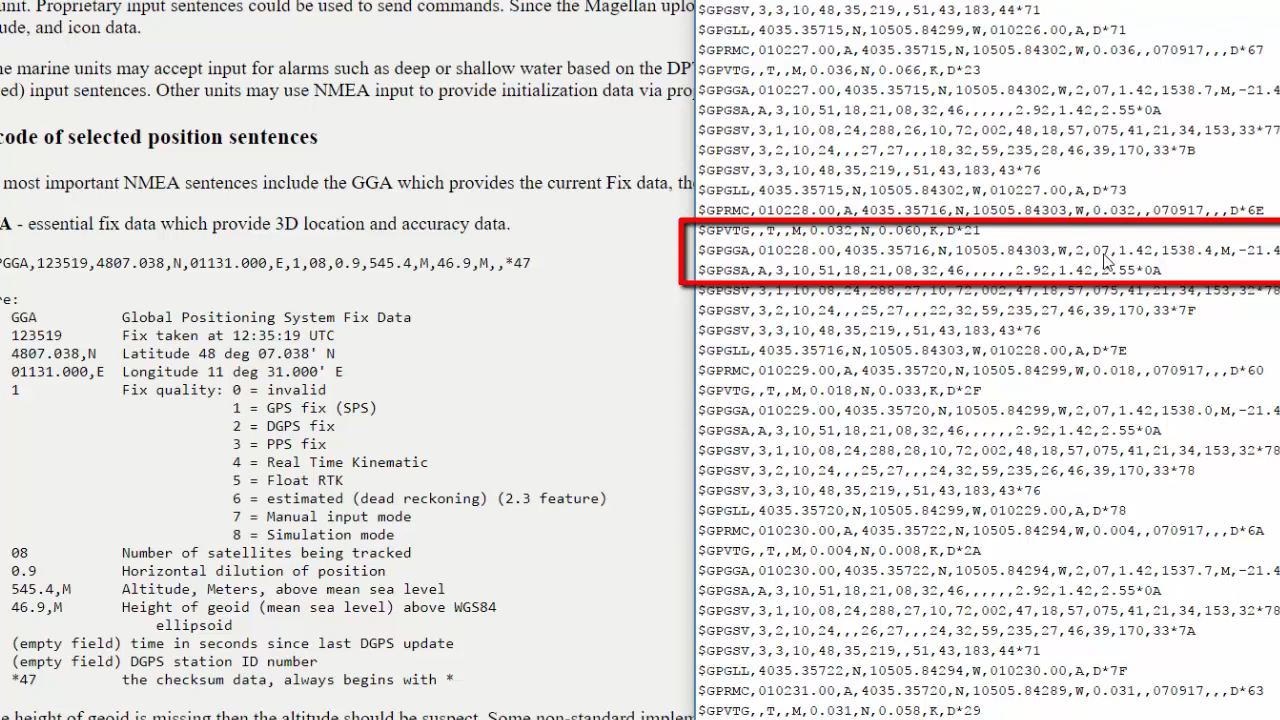 unit. Proprietary input sentences could be used to send commands. Since the Magellan uplo
ude, and icon data.
ne marine units may accept input for alarms such as deep or shallow water based on the DPT
ed) input sentences. Other units may use NMEA input to provide initialization data via prop
code of selected position sentences
most important NMEA sentences include the GGA which provides the current Fix data, the
A - essential fix data which provide 3D location and accuracy data.
PGGA,123519,4807.038,N,01131.000,E,1,08,0.9,545.4,M,46.9,M,,*47
re:
GGA Global Positioning System Fix Data
123519 Fix taken at 12:35:19 UTC
4807.038,N Latitude 48 deg 07.038' N
01131.000,E Longitude 11 deg 31.000' E
1 Fix quality: 0 = invalid
1 = GPS fix (SPS)
2 = DGPS fix
3 = PPS fix
4 = Real Time Kinematic
5 = Float RTK
6 = estimated (dead reckoning) (2.3 feature)
7 = Manual input mode
8 = Simulation mode
08 Number of satellites being tracked
0.9 Horizontal dilution of position
545.4,M Altitude, Meters, above mean sea level
46.9,M Height of geoid (mean sea level) above WGS84
ellipsoid
(empty field) time in seconds since last DGPS update
(empty field) DGPS station ID number
*47 the checksum data, always begins with *
e height of geoid is missing then the altitude should be suspect. Some non-standard implem
$GPGSV,3,3,10,48,35,219,,51,43,183,44*71
$GPGLL,4035.35715,N,10505.84299,W,010226.00,A,D*71
$GPRMC,010227.00,A,4035.35715,N,10505.84302,W,0.036,,070917,,,D*67
$GPVTG,,T,,M,0.036,N,0.066,K,D*23
$GPGGA,010227.00,4035.35715,N,10505.84302,W,2,07,1.42,1538.7,M,-21.4
$GPGSA,A,3,10,51,18,21,08,32,46,,,,,,2.92,1.42,2.55*0A
$GPGSV,3,1,10,08,24,288,26,10,72,002,48,18,57,075,41,21,34,153,33*77
$GPGSV,3,2,10,24,,,27,27,,,18,32,59,235,28,46,39,170,33*7B
$GPGSV,3,3,10,48,35,219,,51,43,183,43*76
$GPGLL,4035.35715,N,10505.84302,W,010227.00,A,D*73
$GPRMC,010228.00,A,4035.35716,N,10505.84303,W,0.032,,070917,,,D*6E
$GPVTG,,T,,M,0.032,N,0.060,K,D*21
$GPGGA,010228.00,4035.35716,N,10505.84303,W,2,07,1.42,1538.4,M,-21.4
$GPGSA,A,3,10,51,18,21,08,32,46,,,,,,2.92,1.42,2.55*0A
$GPGSV,3,1,10,08,24,288,27,10,72,002,47,18,57,075,41,21,34,153,32*78
$GPGSV,3,2,10,24,,,25,27,,,22,32,59,235,27,46,39,170,33*7F
$GPGSV,3,3,10,48,35,219,,51,43,183,43*76
$GPGLL,4035.35716,N,10505.84303,W,010228.00,A,D*7E
$GPRMC,010229.00,A,4035.35720,N,10505.84299,W,0.018,,070917,,,D*60
$GPVTG,,T,,M,0.018,N,0.033,K,D*2F
$GPGGA,010229.00,4035.35720,N,10505.84299,W,2,07,1.42,1538.0,M,-21.4
$GPGSA,A,3,10,51,18,21,08,32,46,,,,,,2.92,1.42,2.55*0A
$GPGSV,3,1,10,08,24,288,28,10,72,002,47,18,57,075,41,21,34,153,32*78
$GPGSV,3,2,10,24,,,25,27,,,24,32,59,235,26,46,39,170,33*78
$GPGSV,3,3,10,48,35,219,,51,43,183,43*76
$GPGLL,4035.35720,N,10505.84299,W,010229.00,A,D*78
$GPRMC,010230.00,A,4035.35722,N,10505.84294,W,0.004,,070917,,,D*6A
$GPVTG,,T,,M,0.004,N,0.008,K,D*2A
$GPGGA,010230.00,4035.35722,N,10505.84294,W,2,07,1.42,1537.7,M,-21.4
$GPGSA,A,3,10,51,18,21,08,32,46,,,,,,2.92,1.42,2.55*0A
$GPGSV,3,1,10,08,24,288,27,10,72,002,47,18,57,075,41,21,34,153,32*78
$GPGSV,3,2,10,24,,,26,27,,,24,32,59,235,27,46,39,170,33*7A
$GPGSV,3,3,10,48,35,219,,51,43,183,44*71
$GPGLL,4035.35722,N,10505.84294,W,010230.00,A,D*7F
$GPRMC,010231.00,A,4035.35720,N,10505.84289,W,0.031,,070917,,,D*63
$GPVTG,,T,,M,0.031,N,0.058,K,D*29